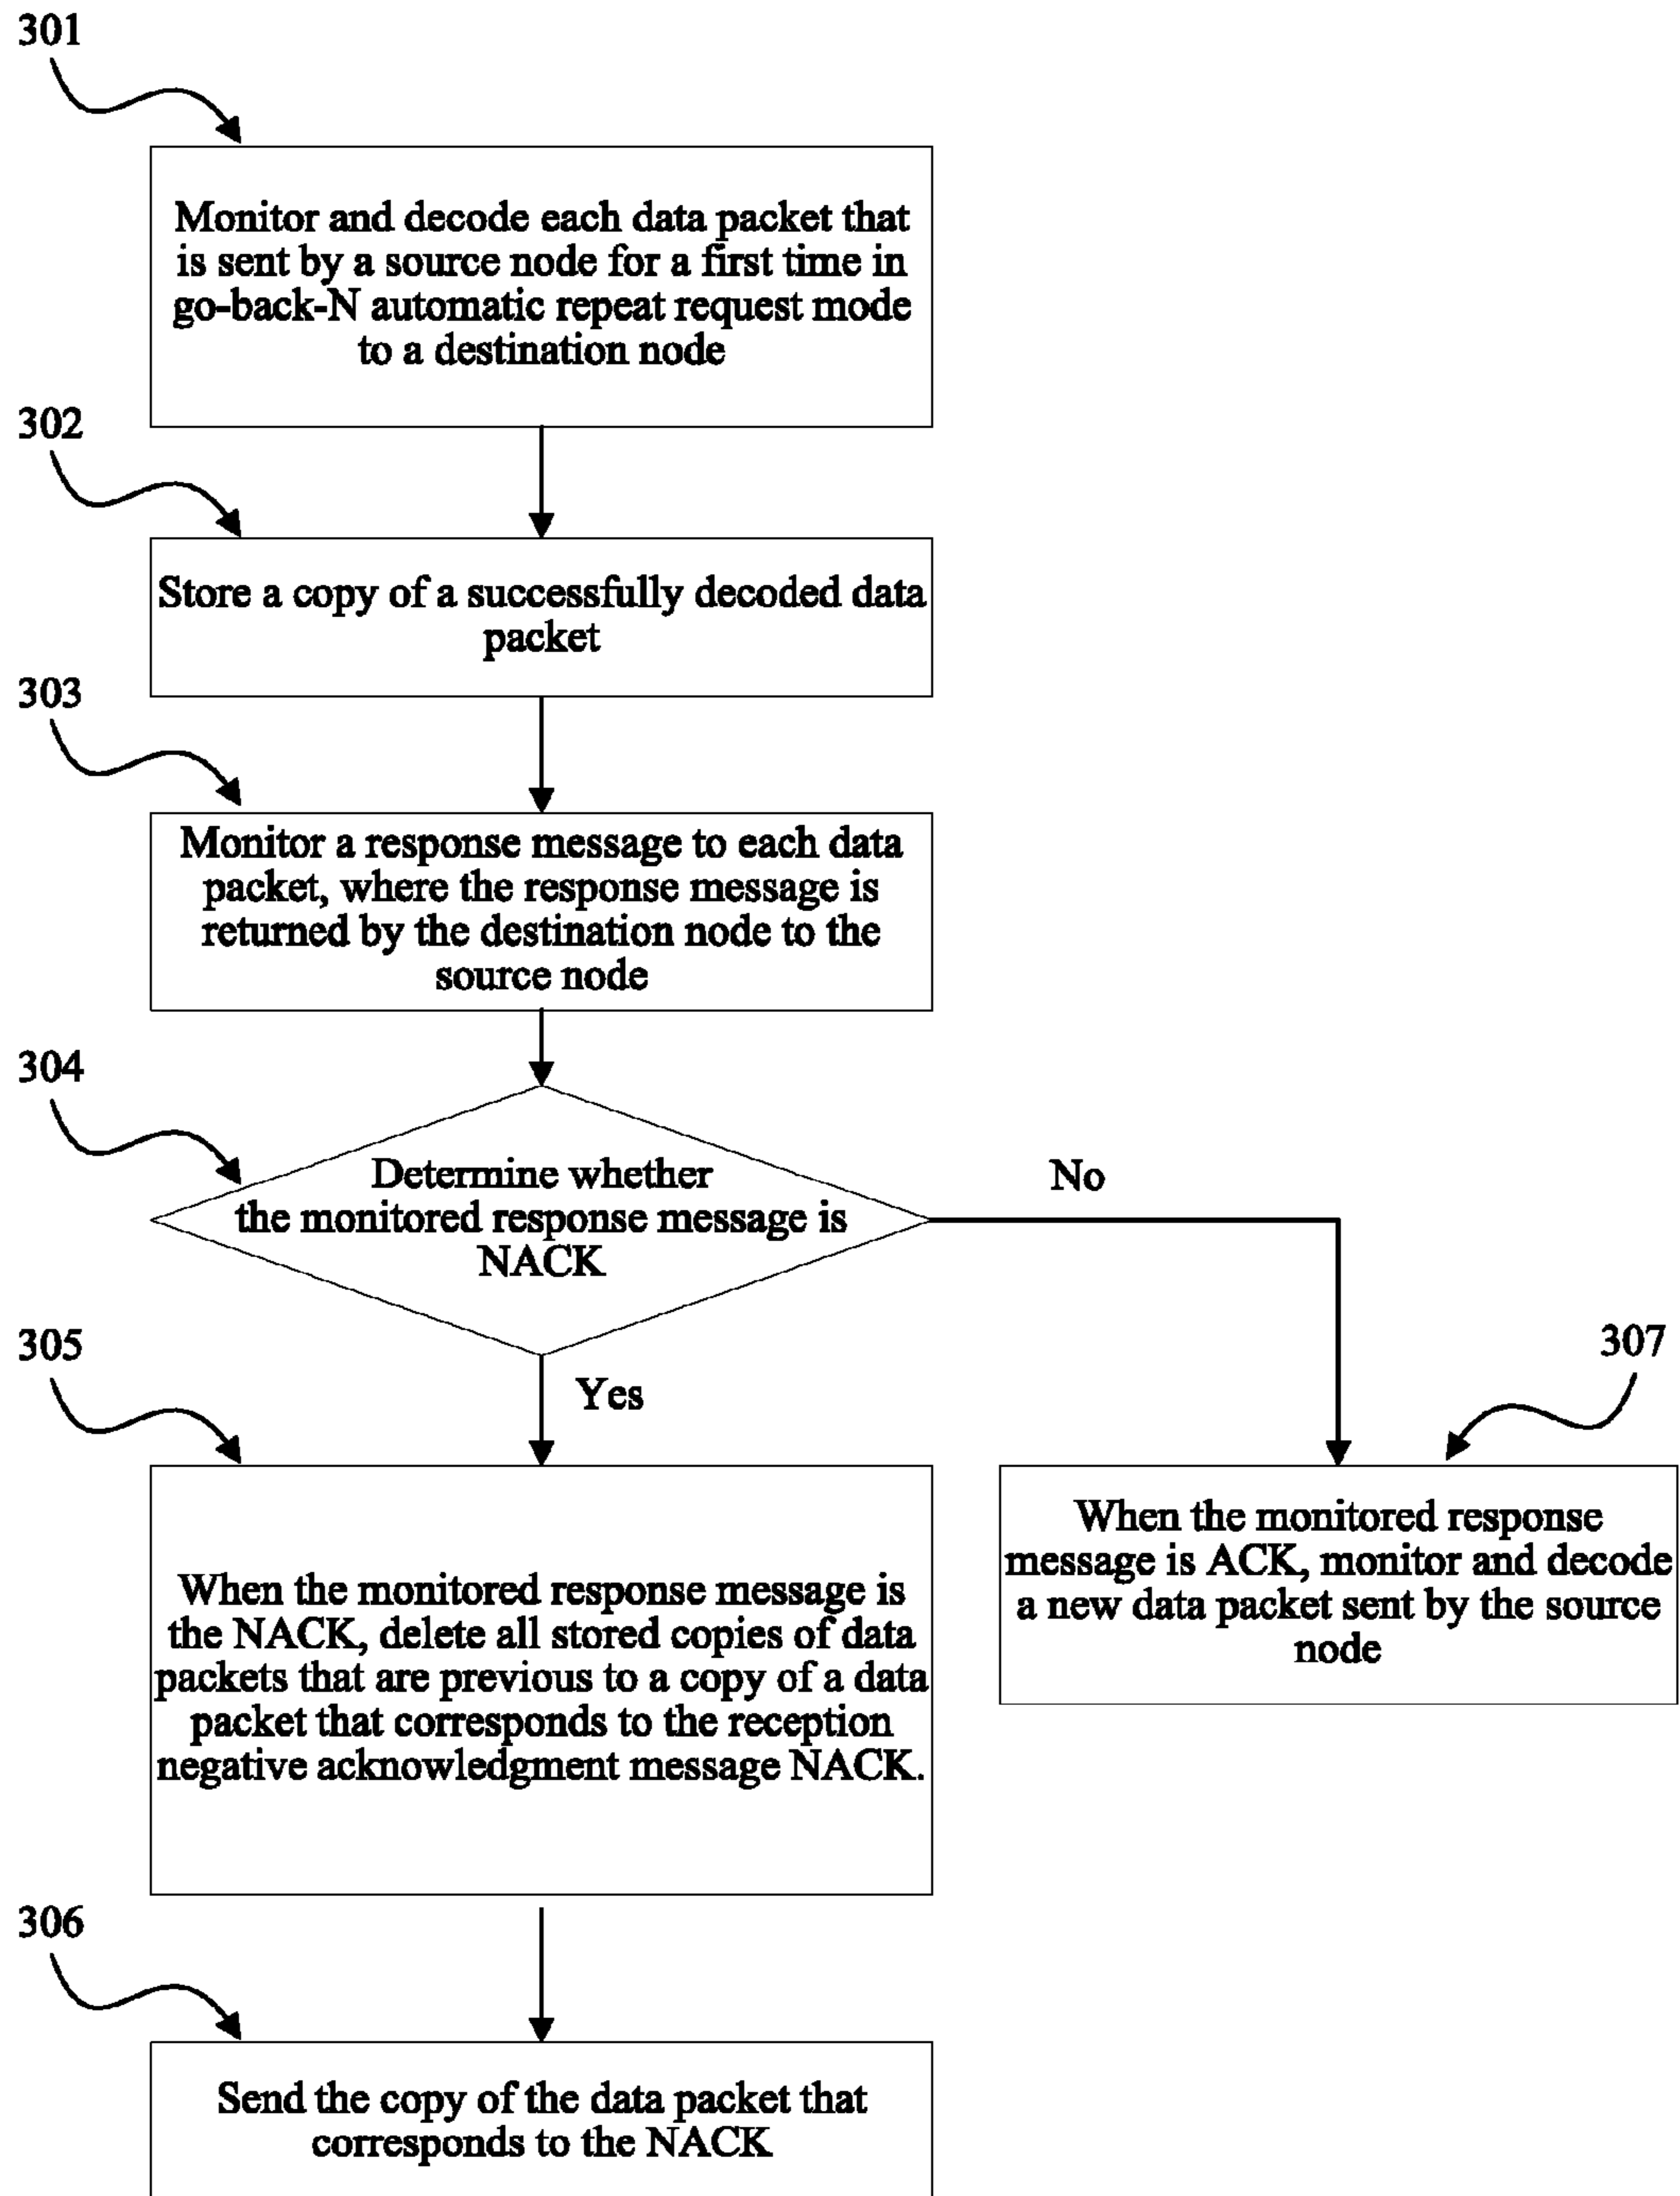 301
Monitor and decode each data packet that
is sent by a source node for a first time in
go-back-N automatic repeat request mode
to a destination node
302
Store a copy of a successfully decoded data
packet
303
Monitor a response message to each data
packet, where the response message is
returned by the destination node to the
source node
304
Determine whether
the monitored response message is
NACK
No
Yes
305
When the monitored response message is
the NACK, delete all stored copies of data
packets that are previous to a copy of a data
packet that corresponds to the reception
negative acknowledgment message NACK.
307
When the monitored response
message is ACK, monitor and decode
a new data packet sent by the source
node
306
Send the copy of the data packet that
corresponds to the NACK